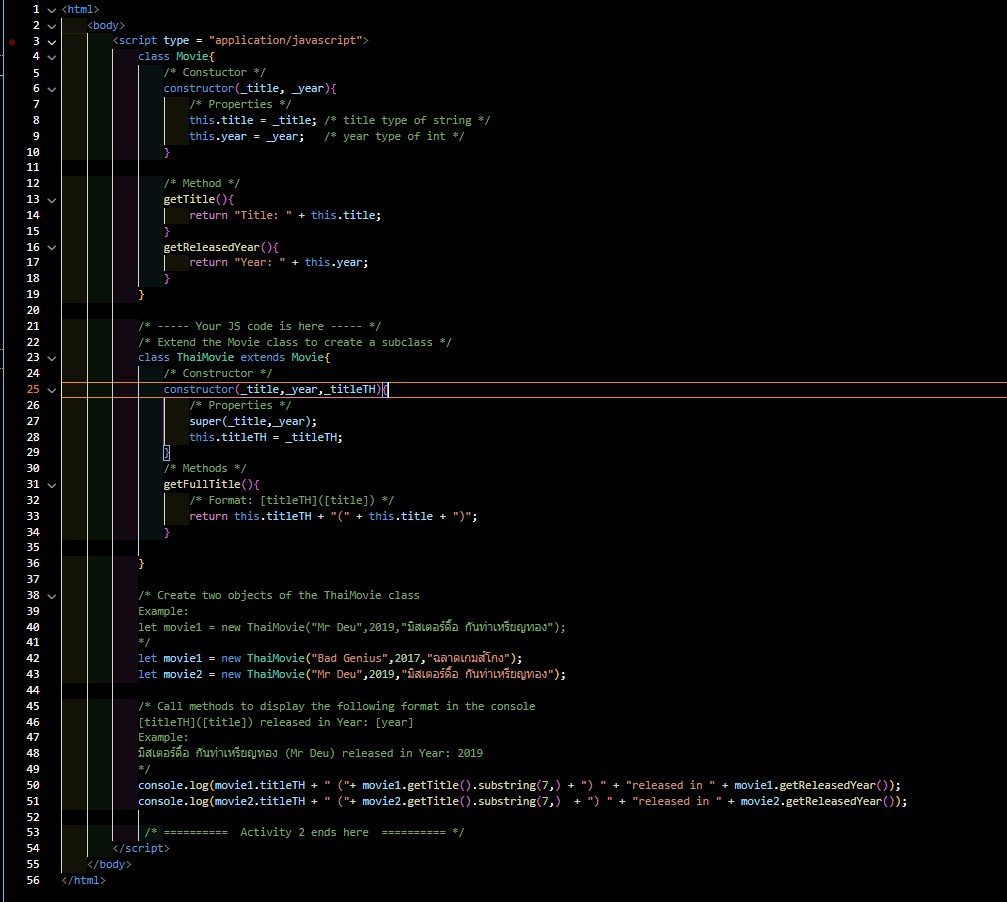 1 <html>
2 <body>
3 <script type = "application/javascript">
4 class Movie{
5 /* Constuctor */
6 constructor(_title, _year){
7 /* Properties */
8 this.title = _title; /* title type of string */
9 this.year = _year; /* year type of int */
10 }
11
12 /* Method */
13 getTitle(){
14 return "Title: " + this.title;
15 }
16 getReleasedYear(){
17 return "Year: " + this.year;
18 }
19 }
20
21 /* ----- Your JS code is here ----- */
22 /* Extend the Movie class to create a subclass */
23 class ThaiMovie extends Movie{
24 /* Constructor */
25 constructor(_title,_year,_titleTH){
26 /* Properties */
27 super(_title,_year);
28 this.titleTH = _titleTH;
29 }
30 /* Methods */
31 getFullTitle(){
32 /* Format: [titleTH]([title]) */
33 return this.titleTH + "(" + this.title + ")";
34 }
35
36 }
37
38 /* Create two objects of the ThaiMovie class
39 Example:
40 let movie1 = new ThaiMovie("Mr Deu",2019,"มิสเตอร์ดื้อ กันท่าเหรียญทอง");
41 */
42 let movie1 = new ThaiMovie("Bad Genius",2017,"ฉลาดเกมส์โกง");
43 let movie2 = new ThaiMovie("Mr Deu",2019,"มิสเตอร์ดื้อ กันท่าเหรียญทอง");
44
45 /* Call methods to display the following format in the console
46 [titleTH]([title]) released in Year: [year]
47 Example:
48 มิสเตอร์ดื้อ กันท่าเหรียญทอง (Mr Deu) released in Year: 2019
49 */
50 console.log(movie1.titleTH + " ("+ movie1.getTitle().substring(7,) + ") " + "released in " + movie1.getReleasedYear());
51 console.log(movie2.titleTH + " ("+ movie2.getTitle().substring(7,) + ") " + "released in " + movie2.getReleasedYear());
52
53 /* ========== Activity 2 ends here ========== */
54 </script>
55 </body>
56 </html>